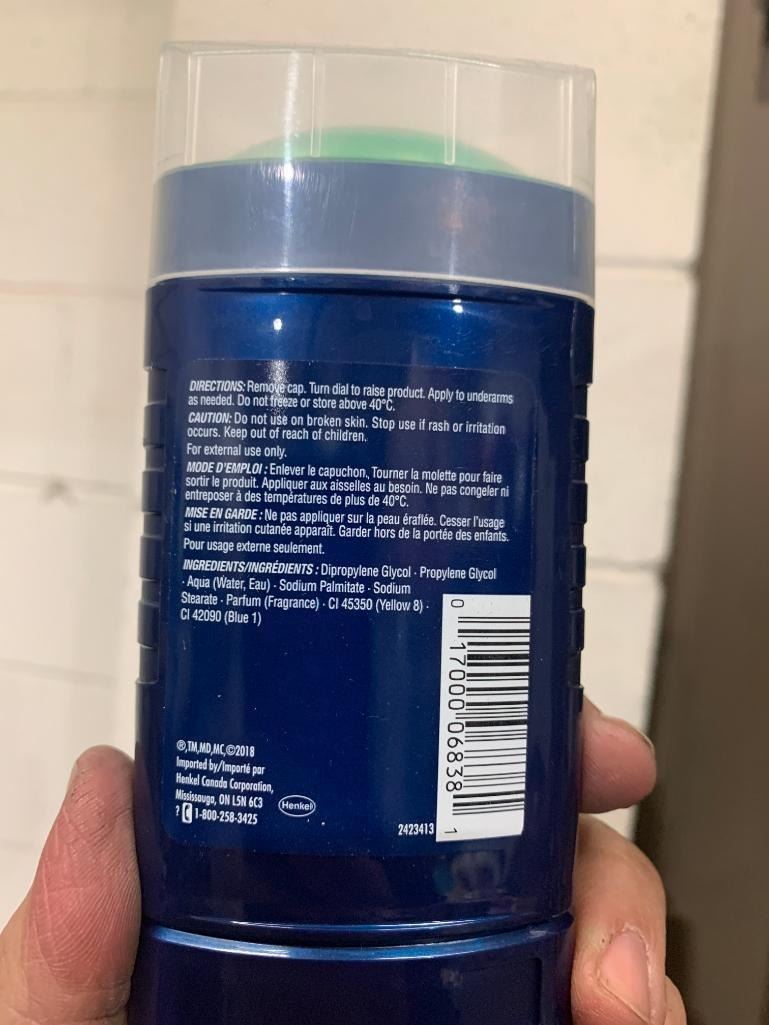 DIRECTIONS: Remove cap. Turn dial to raise product. Apply to underarms
as needed. Do not freeze or store above 40°C.
CAUTION: Do not use on broken skin. Stop use if rash or irritation
occurs. Keep out of reach of children.
For external use only.
MODE D'EMPLOI : Enlever le capuchon, Tourner la molette pour faire
sortir le produit. Appliquer aux aisselles au besoin. Ne pas congeler ni
entreposer à des températures de plus de 40°C.
MISE EN GARDE : Ne pas appliquer sur la peau éraflée. Cesser l'usage
si une irritation cutanée apparaît. Garder hors de la portée des enfants.
Pour usage externe seulement.
INGREDIENTS/INGRÉDIENTS : Dipropylene Glycol · Propylene Glycol
· Aqua (Water, Eau) · Sodium Palmitate · Sodium
Stearate · Parfum (Fragrance) · CI 45350 (Yellow 8) ·
CI 42090 (Blue 1)
®,TM,MD,MC,©2018
Imported by/Importé par
Henkel Canada Corporation,
Mississauga, ON L5N 6C3
? 1-800-258-3425
Henkel
2423413
0 17000 06838 1